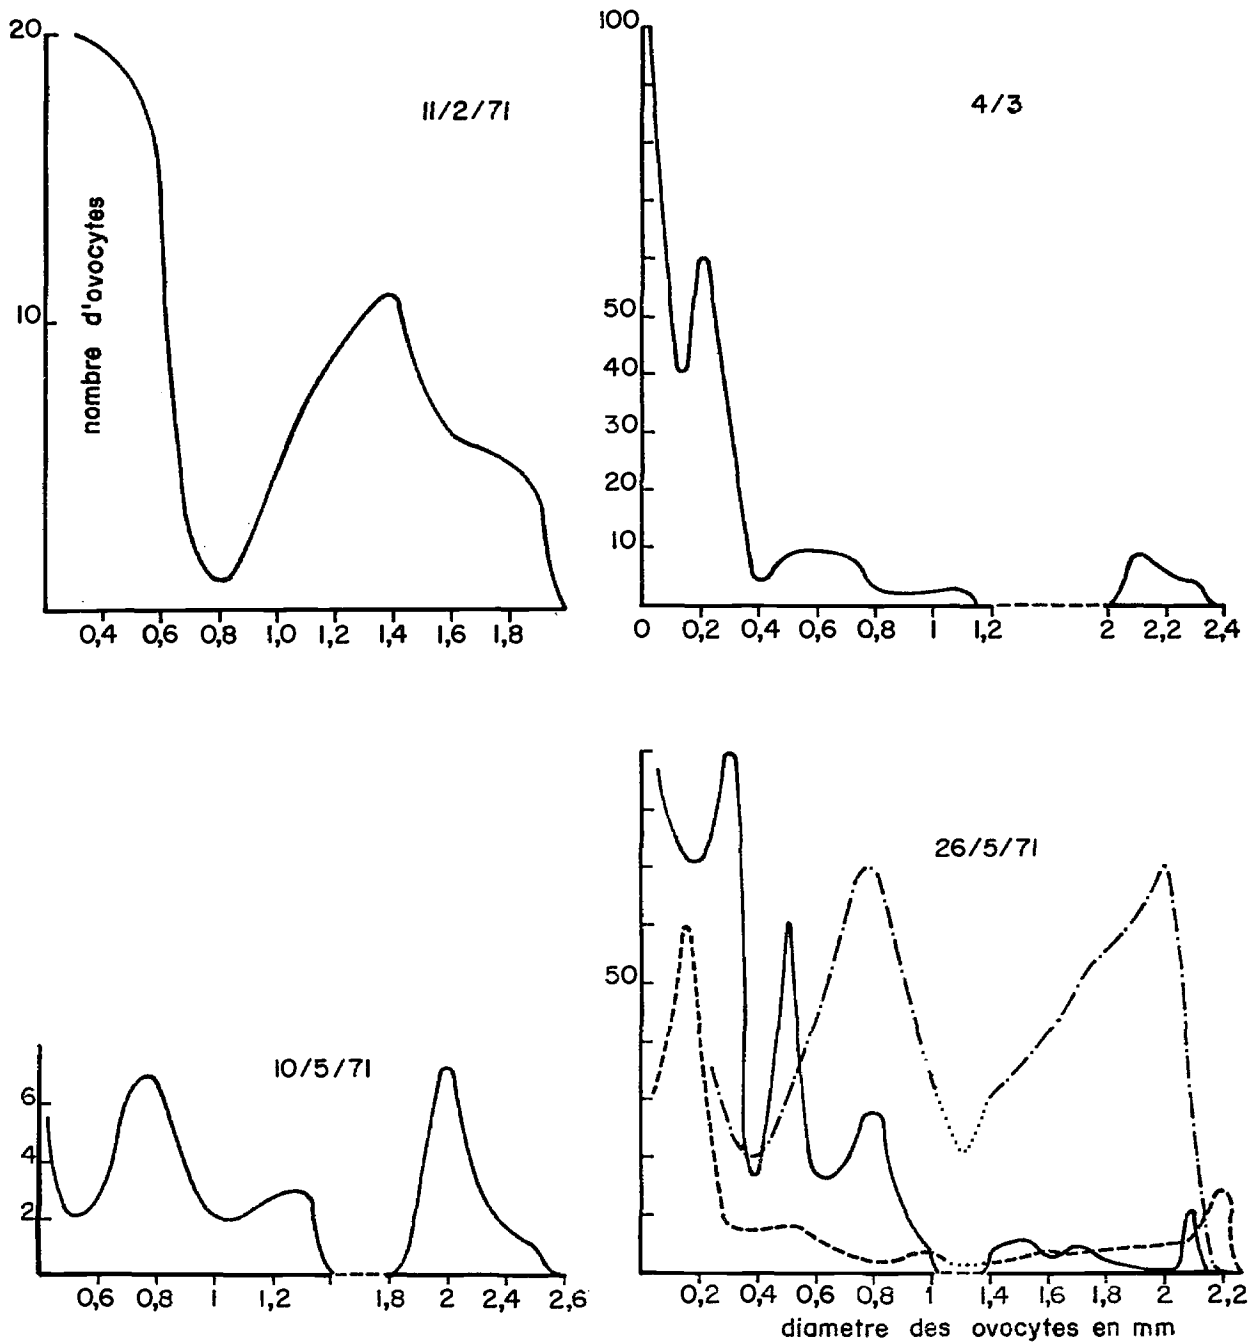 20
10
nombre d'ovocytes
11/2/71
0,4 0,6 0,8 1,0 1,2 1,4 1,6 1,8
100
50
40
30
20
10
4/3
0 0,2 0,4 0,6 0,8 1 1,2 2 2,2 2,4
6
4
2
10/5/71
0,6 0,8 1 1,2 1,8 2 2,4 2,6
50
26/5/71
0,2 0,4 0,6 0,8 1 1,4 1,6 1,8 2 2,2
diametre des ovocytes en mm